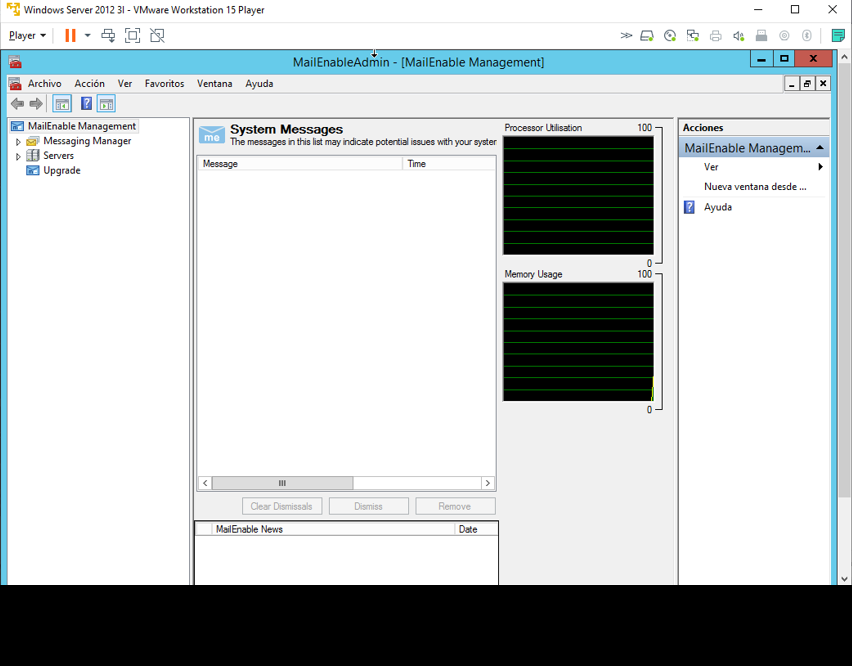 Windows Server 2012 3I - VMware Workstation 15 Player
Player
MailEnableAdmin - [MailEnable Management]
Archivo Acción Ver Favoritos Ventana Ayuda
MailEnable Management
Messaging Manager
Servers
Upgrade
me
System Messages
The messages in this list may indicate potential issues with your syster
Message Time
Clear Dismissals Dismiss Remove
MailEnable News Date
Processor Utilisation 100
0
Memory Usage 100
0
Acciones
MailEnable Managem...
Ver
Nueva ventana desde ...
Ayuda